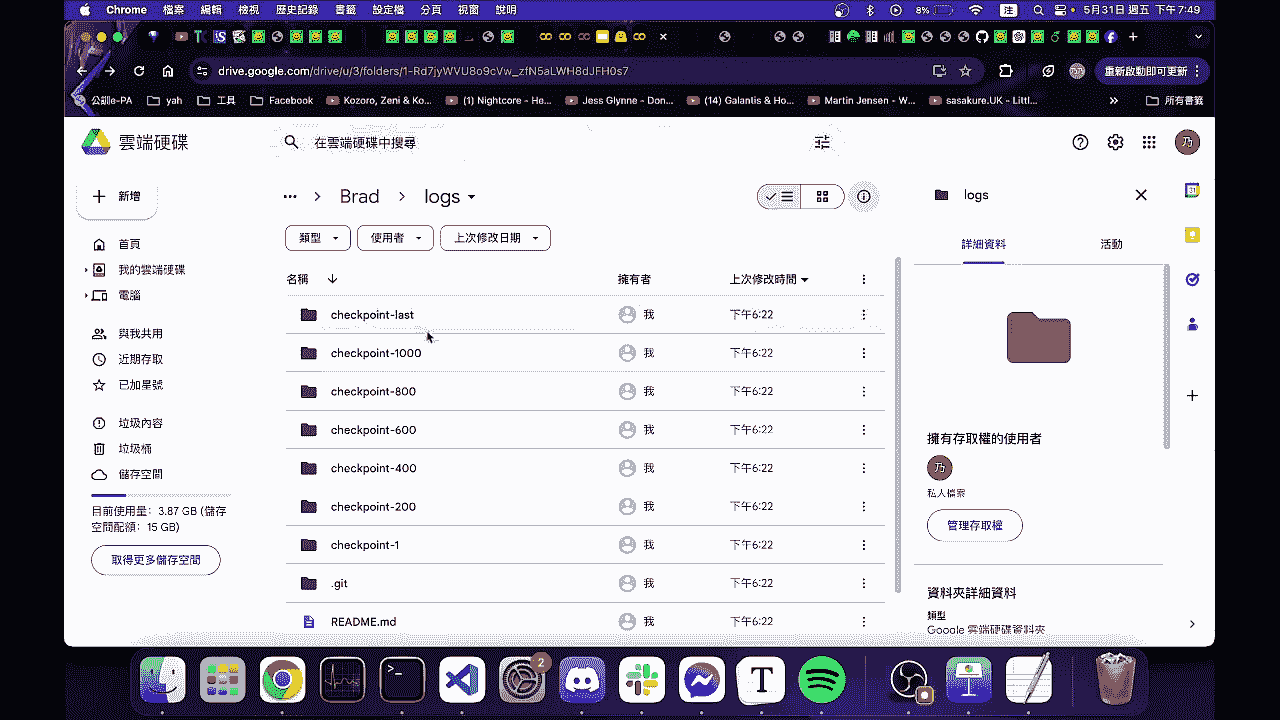 Chrome 檔案 編輯 檢視 歷史記錄 書籤 設定檔 分頁 視窗 說明 8% 注 5月31日 週五 下午7:49
drive.google.com/drive/u/3/folders/1-Rd7jyWVU8o9cVw_zfN5aLWH8dJFH0s7 重新啟動即可更新
公訓e-PA yah 工具 Facebook Kozoro, Zeni & Ko... (1) Nightcore - He... Jess Glynne - Don... (14) Galantis & Ho... Martin Jensen - W... sasakure.UK - Littl... » 所有書籤
雲端硬碟 在雲端硬碟中搜尋 乃
新增 ... Brad logs logs
首頁 類型 使用者 上次修改日期 詳細資料 活動
我的雲端硬碟 名稱 擁有者 上次修改時間
電腦
checkpoint-last 我 下午6:22
與我共用
checkpoint-1000 我 下午6:22
近期存取
已加星號 checkpoint-800 我 下午6:22
垃圾內容 checkpoint-600 我 下午6:22
擁有存取權的使用者
垃圾桶
儲存空間 checkpoint-400 我 下午6:22
乃
私人檔案
目前使用量：3.87 GB (儲存
空間配額：15 GB)
checkpoint-200 我 下午6:22
管理存取權
取得更多儲存空間
checkpoint-1 我 下午6:22
.git 我 下午6:22
資料夾詳細資料
類型
README.md 我 下午6:22
Google 雲端硬碟資料夾
2
T